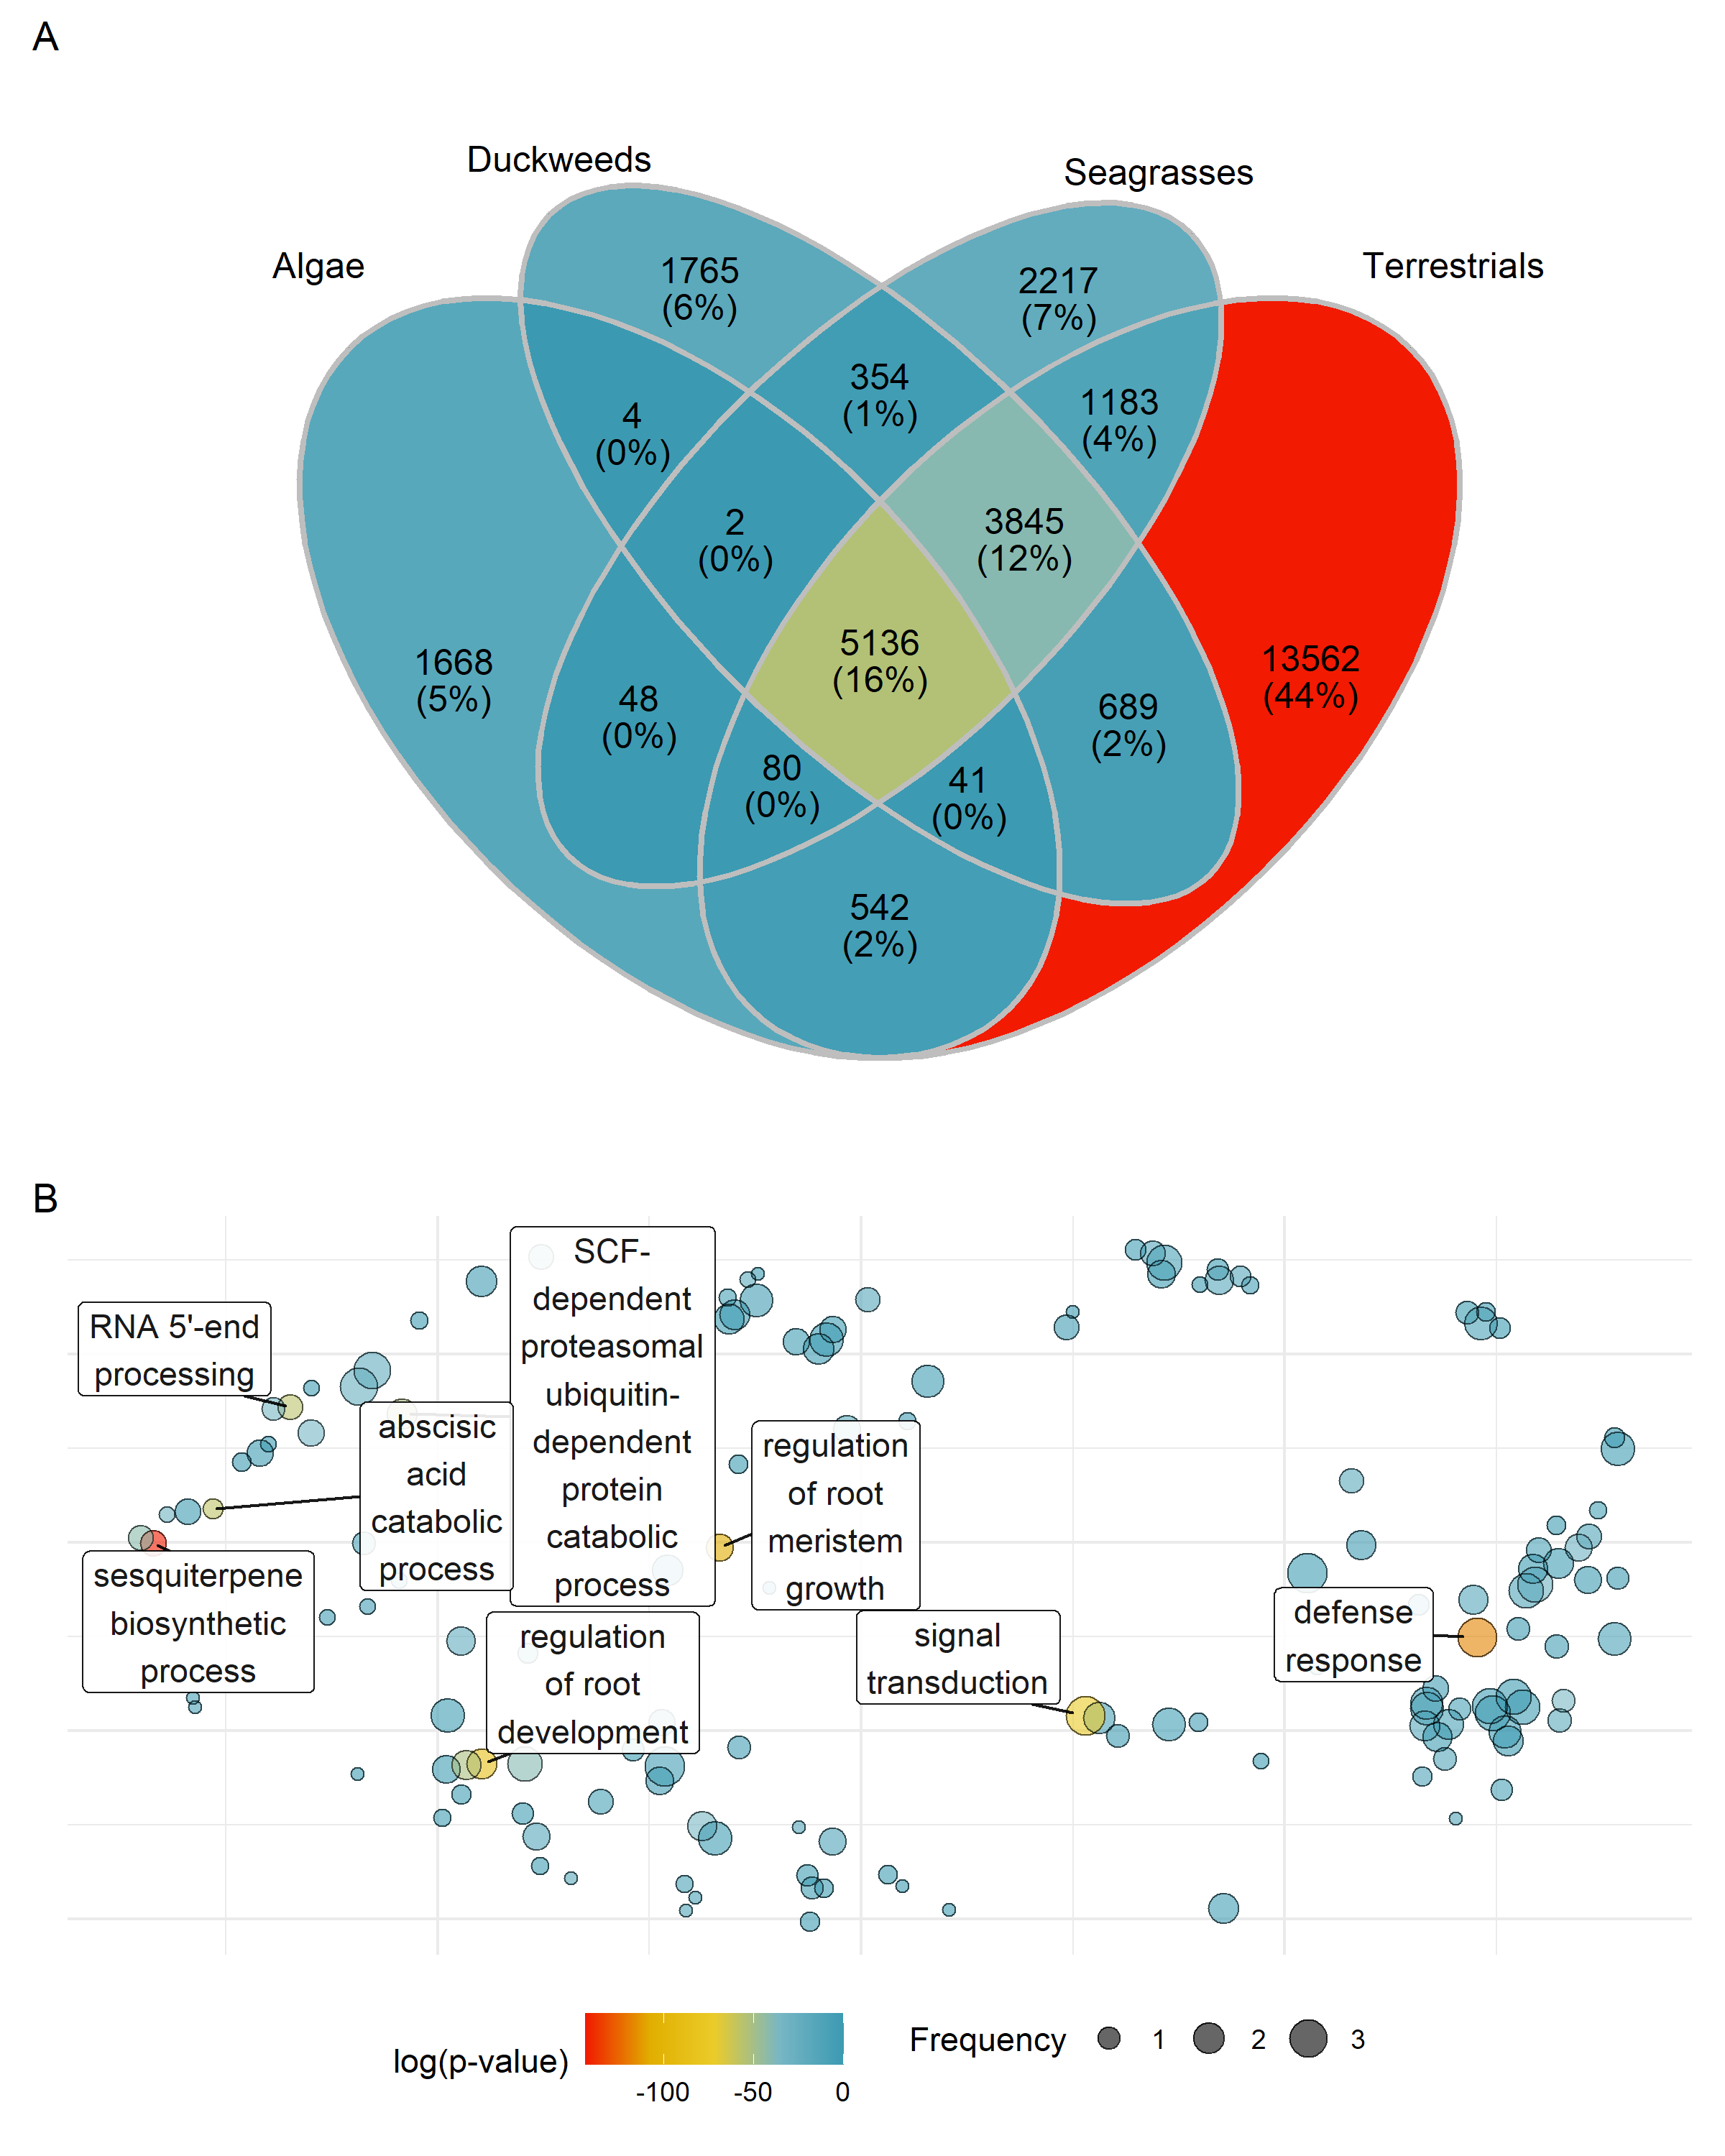 A
Duckweeds
Seagrasses
Algae
Terrestrials
1765
(6%)
2217
(7%)
354
(1%)
1183
(4%)
4
(0%)
2
(0%)
3845
(12%)
5136
(16%)
1668
(5%)
13562
(44%)
48
(0%)
689
(2%)
80
(0%)
41
(0%)
542
(2%)
B
RNA 5'-end
processing
SCF-
dependent
proteasomal
ubiquitin-
dependent
protein
catabolic
process
abscisic
acid
catabolic
process
regulation
of root
meristem
growth
sesquiterpene
biosynthetic
process
regulation
of root
development
signal
transduction
defense
response
log(p-value)
-100 -50 0
Frequency 1 2 3